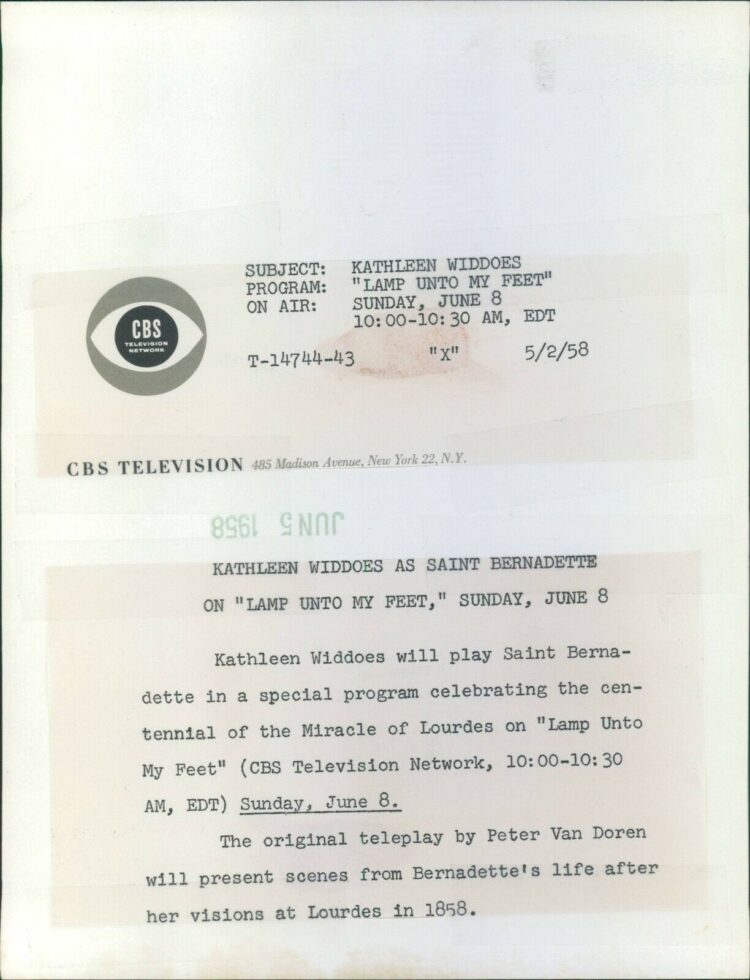 SUBJECT: KATHLEEN WIDDOES
PROGRAM: "LAMP UNTO MY FEET"
ON AIR: SUNDAY, JUNE 8
10:00-10:30 AM, EDT
CBS
TELEVISION
NETWORK
T-14744-43 "X" 5/2/58
CBS TELEVISION 485 Madison Avenue, New York 22, N.Y.
JUN 5 1958
KATHLEEN WIDDOES AS SAINT BERNADETTE
ON "LAMP UNTO MY FEET," SUNDAY, JUNE 8
Kathleen Widdoes will play Saint Berna-
dette in a special program celebrating the cen-
tennial of the Miracle of Lourdes on "Lamp Unto
My Feet" (CBS Television Network, 10:00-10:30
AM, EDT) Sunday, June 8.
The original teleplay by Peter Van Doren
will present scenes from Bernadette's life after
her visions at Lourdes in 1858.